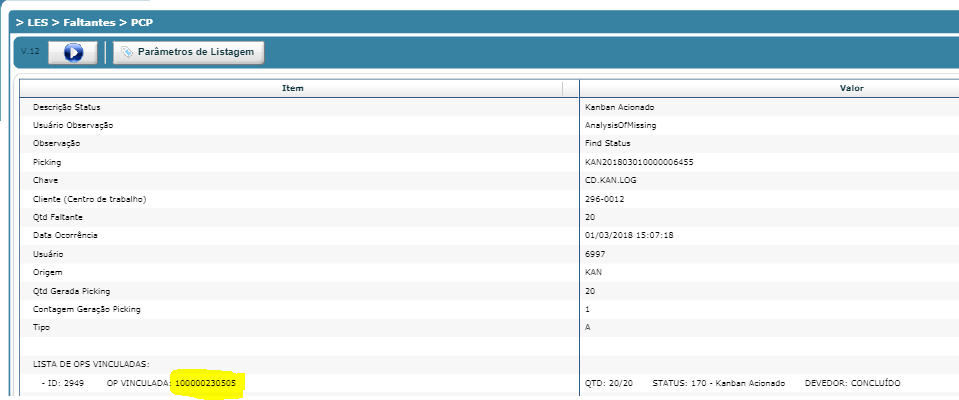 > LES > Faltantes > PCP
V.12 Parâmetros de Listagem
Item Valor
Descrição Status Kanban Acionado
Usuário Observação AnalysisOfMissing
Observação Find Status
Picking KAN201803010000006455
Chave CD.KAN.LOG
Cliente (Centro de trabalho) 296-0012
Qtd Faltante 20
Data Ocorrência 01/03/2018 15:07:18
Usuário 6997
Origem KAN
Qtd Gerada Picking 20
Contagem Geração Picking 1
Tipo A
LISTA DE OPS VINCULADAS:
- ID: 2949 OP VINCULADA: 100000230505 QTD: 20/20 STATUS: 170 - Kanban Acionado DEVEDOR: CONCLUÍDO